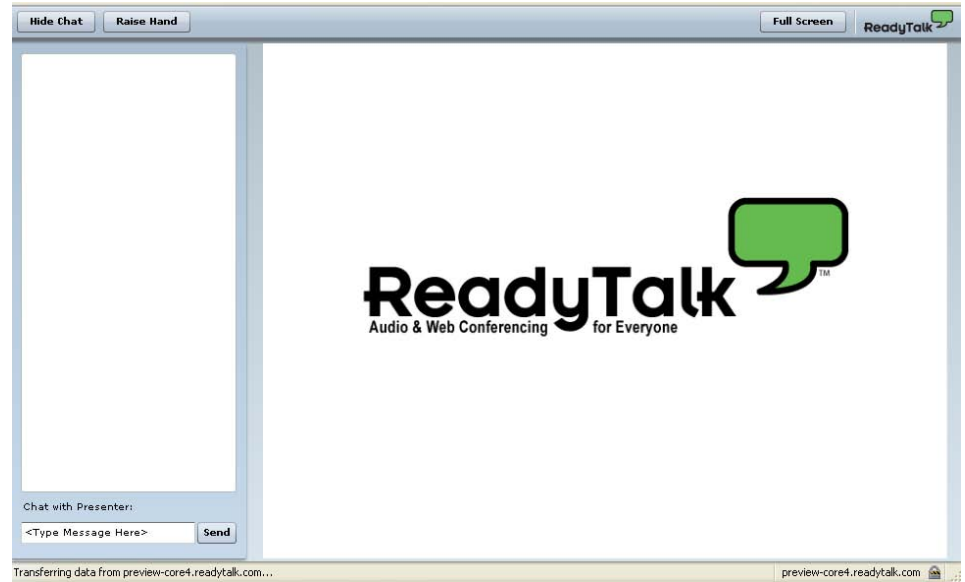 Hide Chat Raise Hand Full Screen ReadyTalk
ReadyTalk TM
Audio & Web Conferencing for Everyone
Chat with Presenter:
<Type Message Here> Send
Transferring data from preview-core4.readytalk.com... preview-core4.readytalk.com